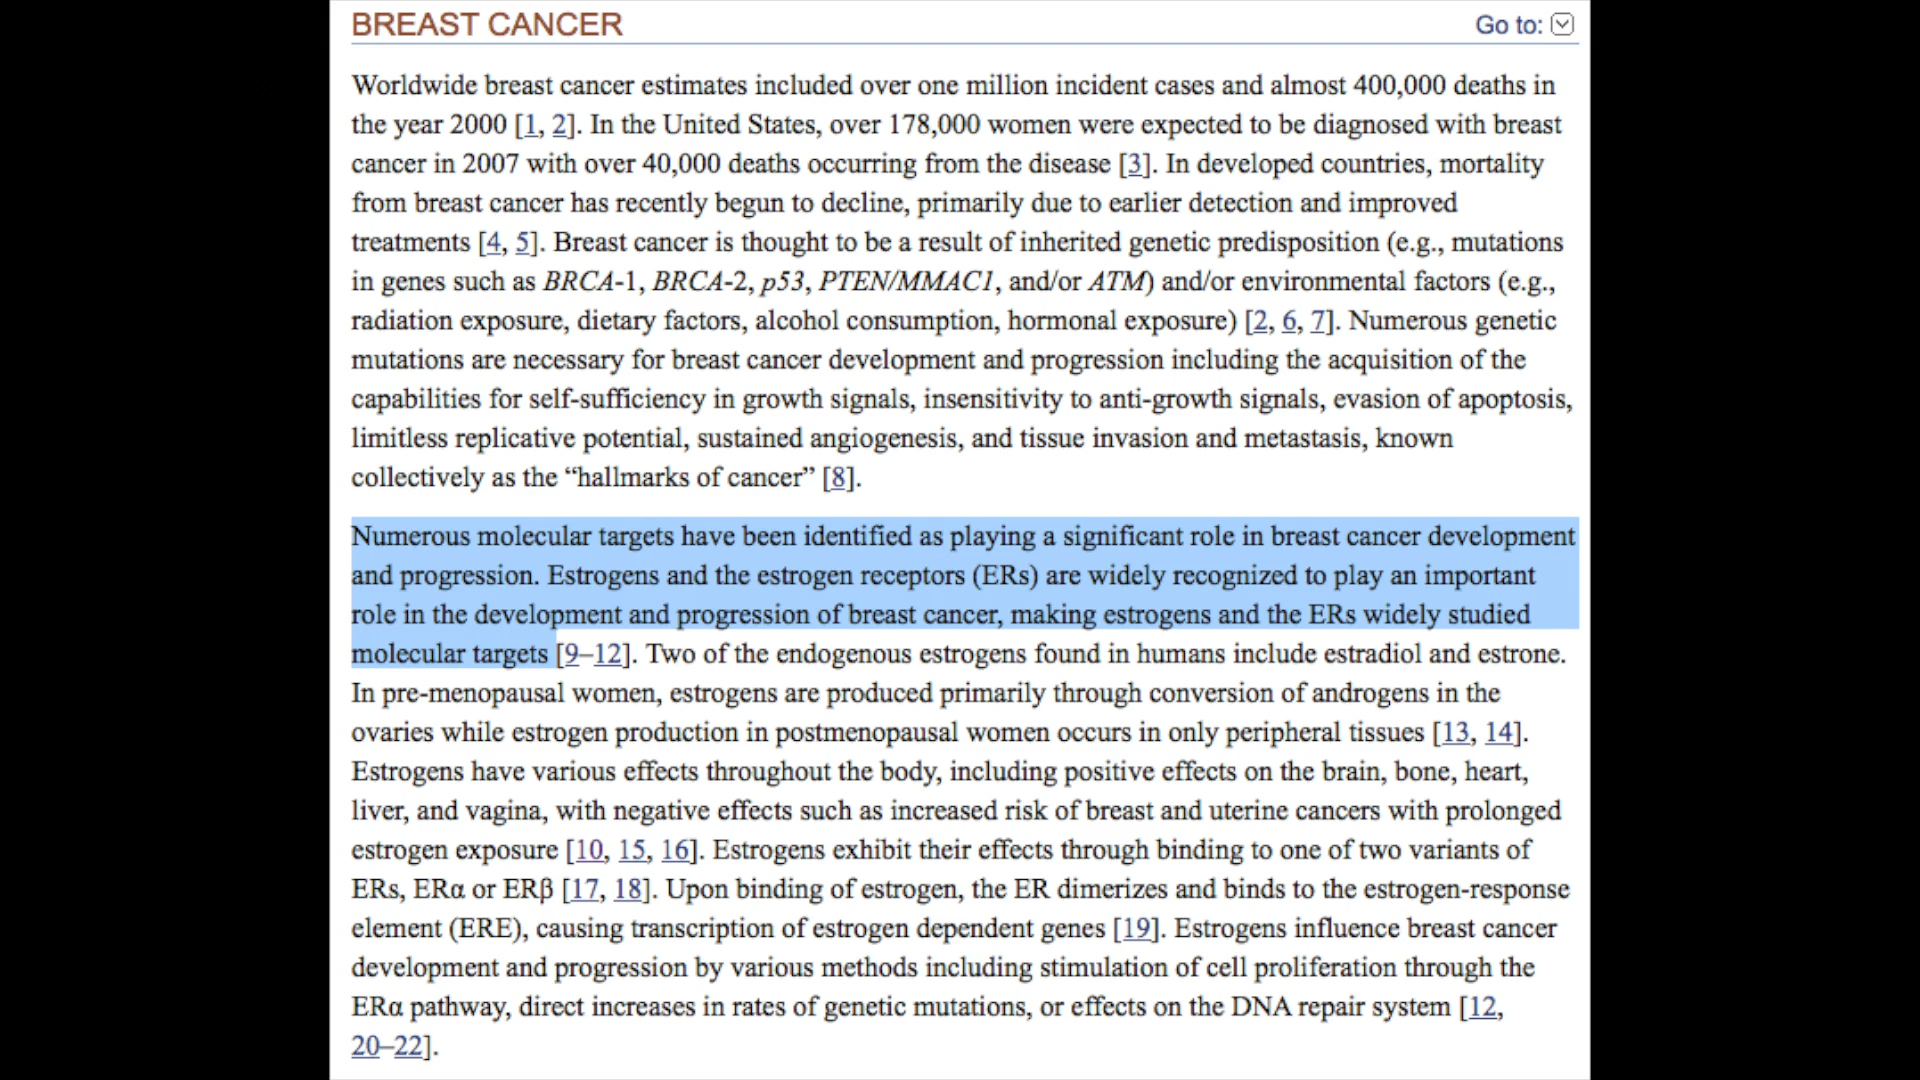 BREAST CANCER
Go to:
Worldwide breast cancer estimates included over one million incident cases and almost 400,000 deaths in
the year 2000 [1, 2]. In the United States, over 178,000 women were expected to be diagnosed with breast
cancer in 2007 with over 40,000 deaths occurring from the disease [3]. In developed countries, mortality
from breast cancer has recently begun to decline, primarily due to earlier detection and improved
treatments [4, 5]. Breast cancer is thought to be a result of inherited genetic predisposition (e.g., mutations
in genes such as BRCA-1, BRCA-2, p53, PTEN/MMAC1, and/or ATM) and/or environmental factors (e.g.,
radiation exposure, dietary factors, alcohol consumption, hormonal exposure) [2, 6, 7]. Numerous genetic
mutations are necessary for breast cancer development and progression including the acquisition of the
capabilities for self-sufficiency in growth signals, insensitivity to anti-growth signals, evasion of apoptosis,
limitless replicative potential, sustained angiogenesis, and tissue invasion and metastasis, known
collectively as the “hallmarks of cancer” [8].
Numerous molecular targets have been identified as playing a significant role in breast cancer development
and progression. Estrogens and the estrogen receptors (ERs) are widely recognized to play an important
role in the development and progression of breast cancer, making estrogens and the ERs widely studied
molecular targets [9–12]. Two of the endogenous estrogens found in humans include estradiol and estrone.
In pre-menopausal women, estrogens are produced primarily through conversion of androgens in the
ovaries while estrogen production in postmenopausal women occurs in only peripheral tissues [13, 14].
Estrogens have various effects throughout the body, including positive effects on the brain, bone, heart,
liver, and vagina, with negative effects such as increased risk of breast and uterine cancers with prolonged
estrogen exposure [10, 15, 16]. Estrogens exhibit their effects through binding to one of two variants of
ERs, ERα or ERβ [17, 18]. Upon binding of estrogen, the ER dimerizes and binds to the estrogen-response
element (ERE), causing transcription of estrogen dependent genes [19]. Estrogens influence breast cancer
development and progression by various methods including stimulation of cell proliferation through the
ERα pathway, direct increases in rates of genetic mutations, or effects on the DNA repair system [12,
20–22].